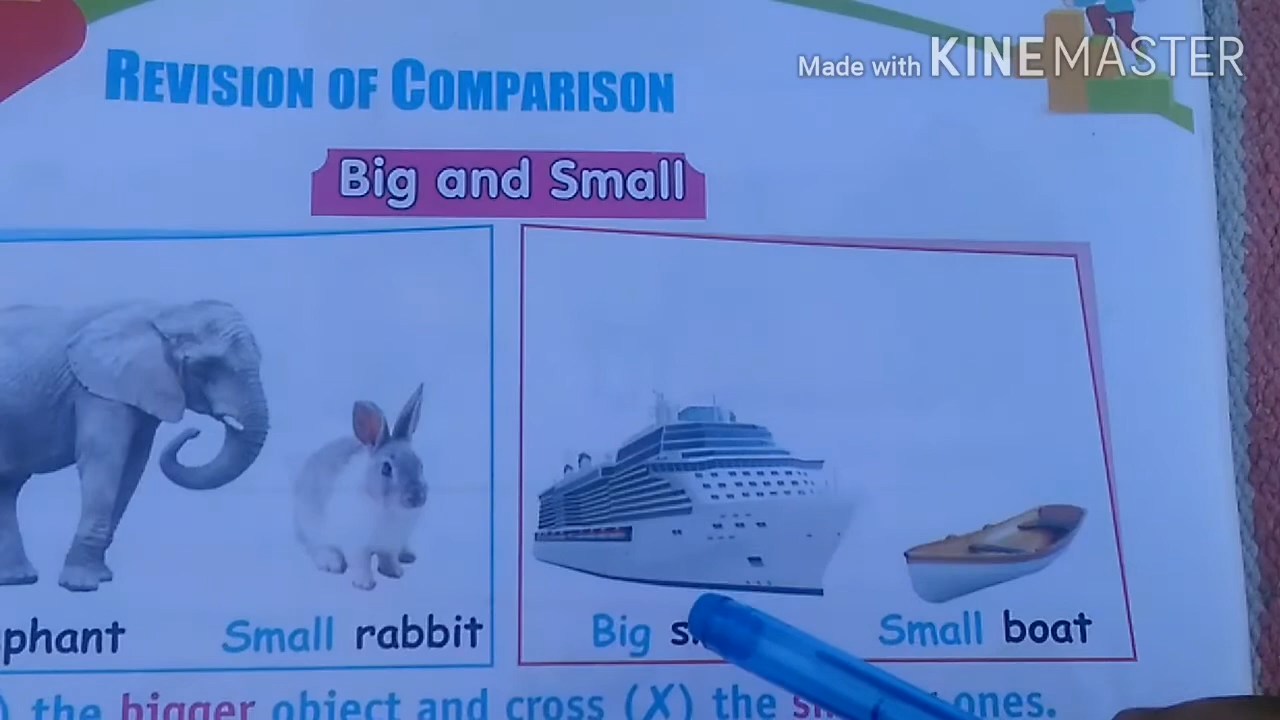 Made with KINEMASTER
REVISION OF COMPARISON
Big and Small
phant Small rabbit Big Small boat
the bigger object and cross (X) the ones.